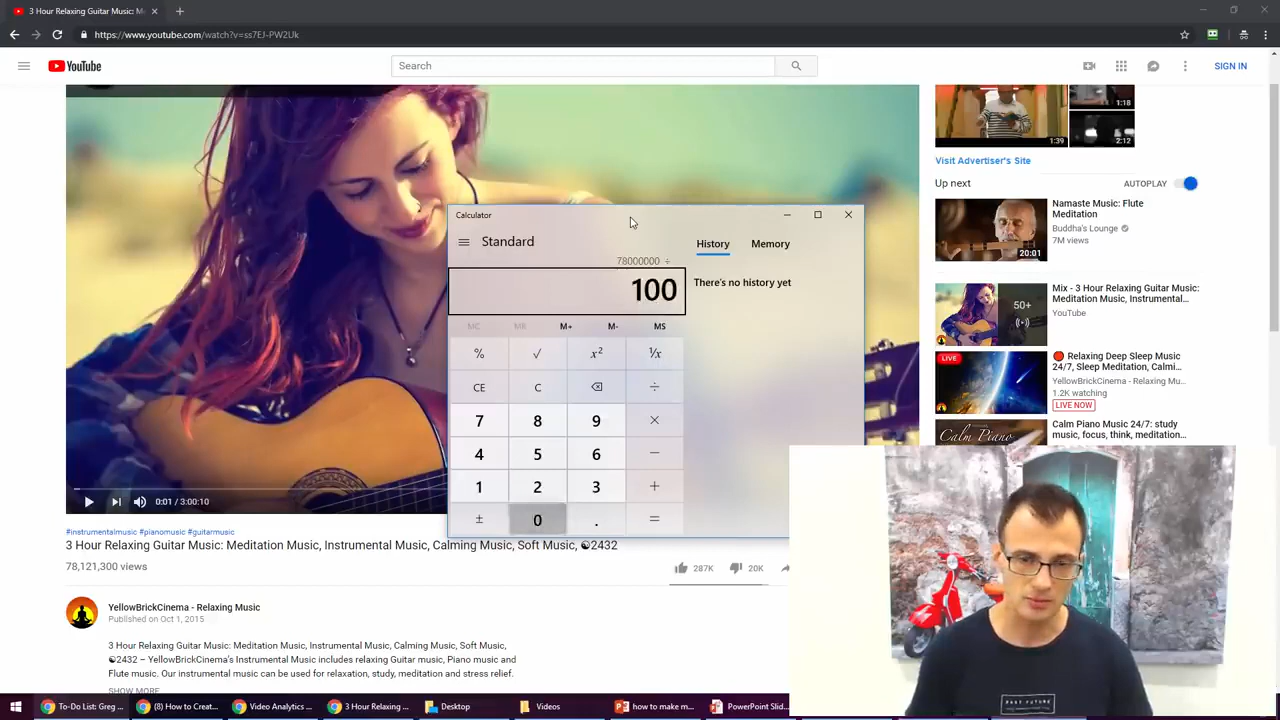 3 Hour Relaxing Guitar Music: M
https://www.youtube.com/watch?v=ss7EJ-PW2Uk
YouTube
Search
SIGN IN
1:18
1:39
2:12
Visit Advertiser's Site
Up next
AUTOPLAY
Namaste Music: Flute
Meditation
Buddha's Lounge
7M views
20:01
Mix - 3 Hour Relaxing Guitar Music:
Meditation Music, Instrumental...
YouTube
50+
LIVE
Relaxing Deep Sleep Music
24/7, Sleep Meditation, Calmi...
YellowBrickCinema - Relaxing Mu...
1.2K watching
LIVE NOW
Calm Piano
Calm Piano Music 24/7: study
music, focus, think, meditation...
Calculator
Standard
History
Memory
78000000 ÷
100
There's no history yet
MC MR M+ M- MS
% √ x² ¹/x
CE C ⌫ ÷
7 8 9 ×
4 5 6 −
1 2 3 +
± 0 . =
0:01 / 3:00:10
#instrumentalmusic #pianomusic #guitarmusic
3 Hour Relaxing Guitar Music: Meditation Music, Instrumental Music, Calming Music, Soft Music, ☯2432
78,121,300 views
287K
20K
YellowBrickCinema - Relaxing Music
Published on Oct 1, 2015
3 Hour Relaxing Guitar Music: Meditation Music, Instrumental Music, Calming Music, Soft Music,
☯2432 – YellowBrickCinema's Instrumental Music includes relaxing Guitar music, Piano music and
Flute music. Our instrumental music can be used for relaxation, study, meditation and stress relief.
SHOW MORE
PAST FUTURE
To-Do List: Greg ...
(8) How to Creat...
Video Analytics ...
3 Hour Relaxing ...
Desktop
Videos
how to make m...
PowerPoint Slid...